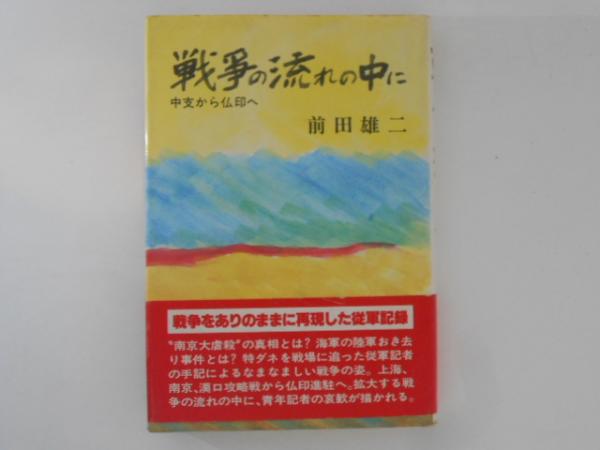 戦争の流れの中に
中支から仏印へ
前田雄二
戦争をありのままに再現した従軍記録
〝南京大虐殺〟の真相とは？海軍の陸軍おき去
り事件とは？特ダネを戦場に追った従軍記者
の手記によるなまなましい戦争の姿。上海、
南京、漢口攻略戦から仏印進駐へ。拡大する戦
争の流れの中に、青年記者の哀歓が描かれる。